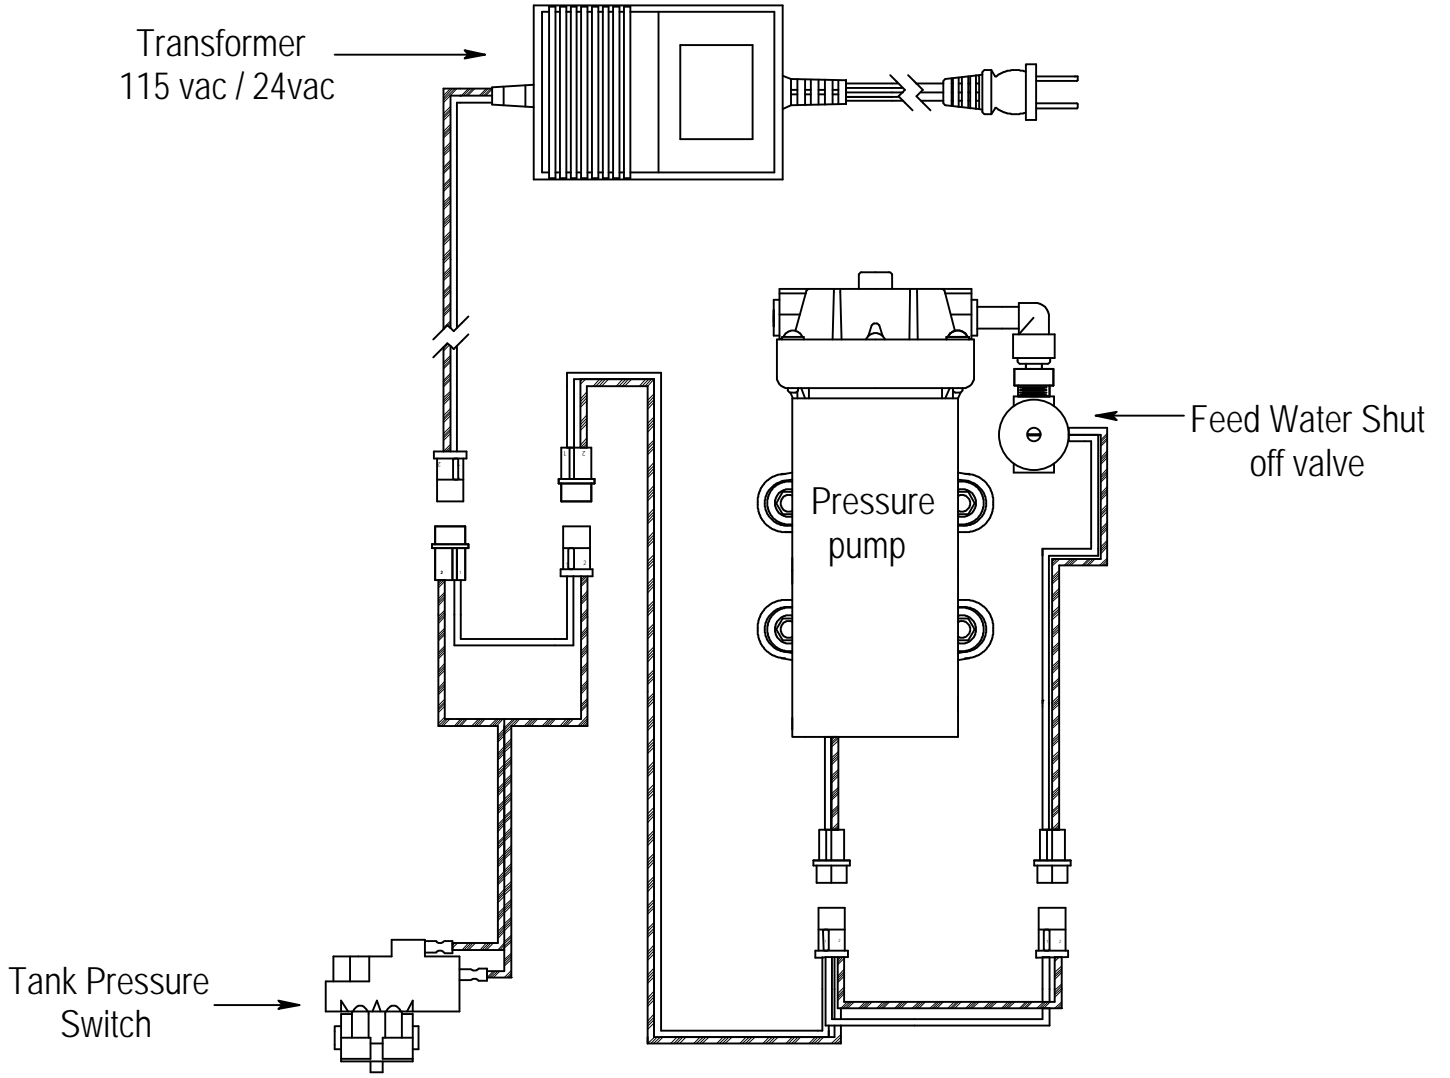 Transformer
115 vac / 24vac
Feed Water Shut
off valve
Pressure
pump
Tank Pressure
Switch